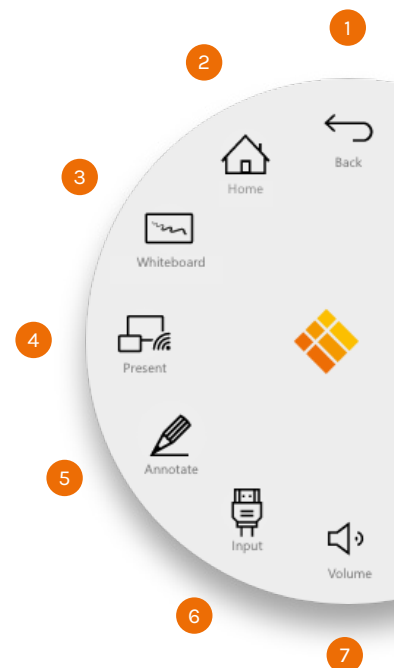 1
Back
2
Home
3
Whiteboard
4
Present
5
Annotate
6
Input
7
Volume